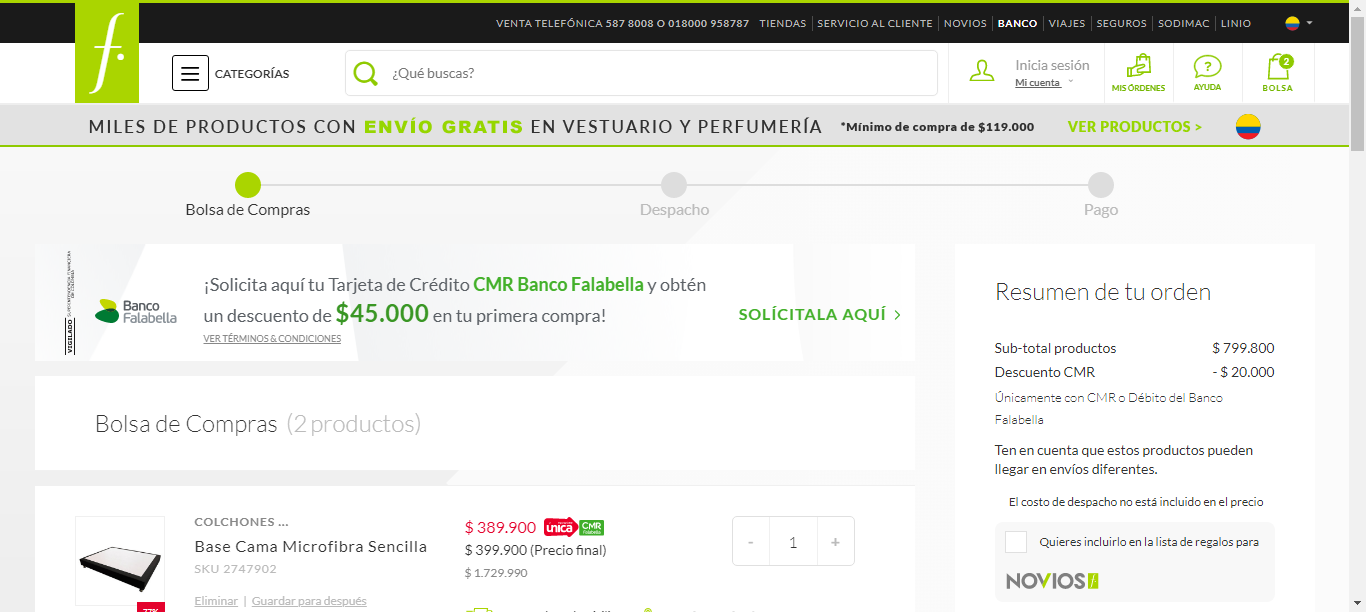 VENTA TELEFÓNICA 587 8008 O 018000 958787 TIENDAS SERVICIO AL CLIENTE NOVIOS BANCO VIAJES SEGUROS SODIMAC LINIO
f.
CATEGORÍAS
¿Qué buscas?
Inicia sesión
Mi cuenta
MIS ÓRDENES
AYUDA
2
BOLSA
MILES DE PRODUCTOS CON ENVÍO GRATIS EN VESTUARIO Y PERFUMERÍA *Mínimo de compra de $119.000 VER PRODUCTOS >
Bolsa de Compras
Despacho
Pago
VIGILADO
Banco
Falabella
¡Solicita aquí tu Tarjeta de Crédito CMR Banco Falabella y obtén
un descuento de $45.000 en tu primera compra!
VER TÉRMINOS & CONDICIONES
SOLÍCITALA AQUÍ >
Bolsa de Compras (2 productos)
COLCHONES ...
Base Cama Microfibra Sencilla
SKU 2747902
Eliminar | Guardar para después
77%
$ 389.900 única CMR
$ 399.900 (Precio final)
$ 1.729.990
- 1 +
Resumen de tu orden
Sub-total productos $ 799.800
Descuento CMR - $ 20.000
Únicamente con CMR o Débito del Banco
Falabella
Ten en cuenta que estos productos pueden
llegar en envíos diferentes.
El costo de despacho no está incluido en el precio
Quieres incluirlo en la lista de regalos para
NOVIOS f